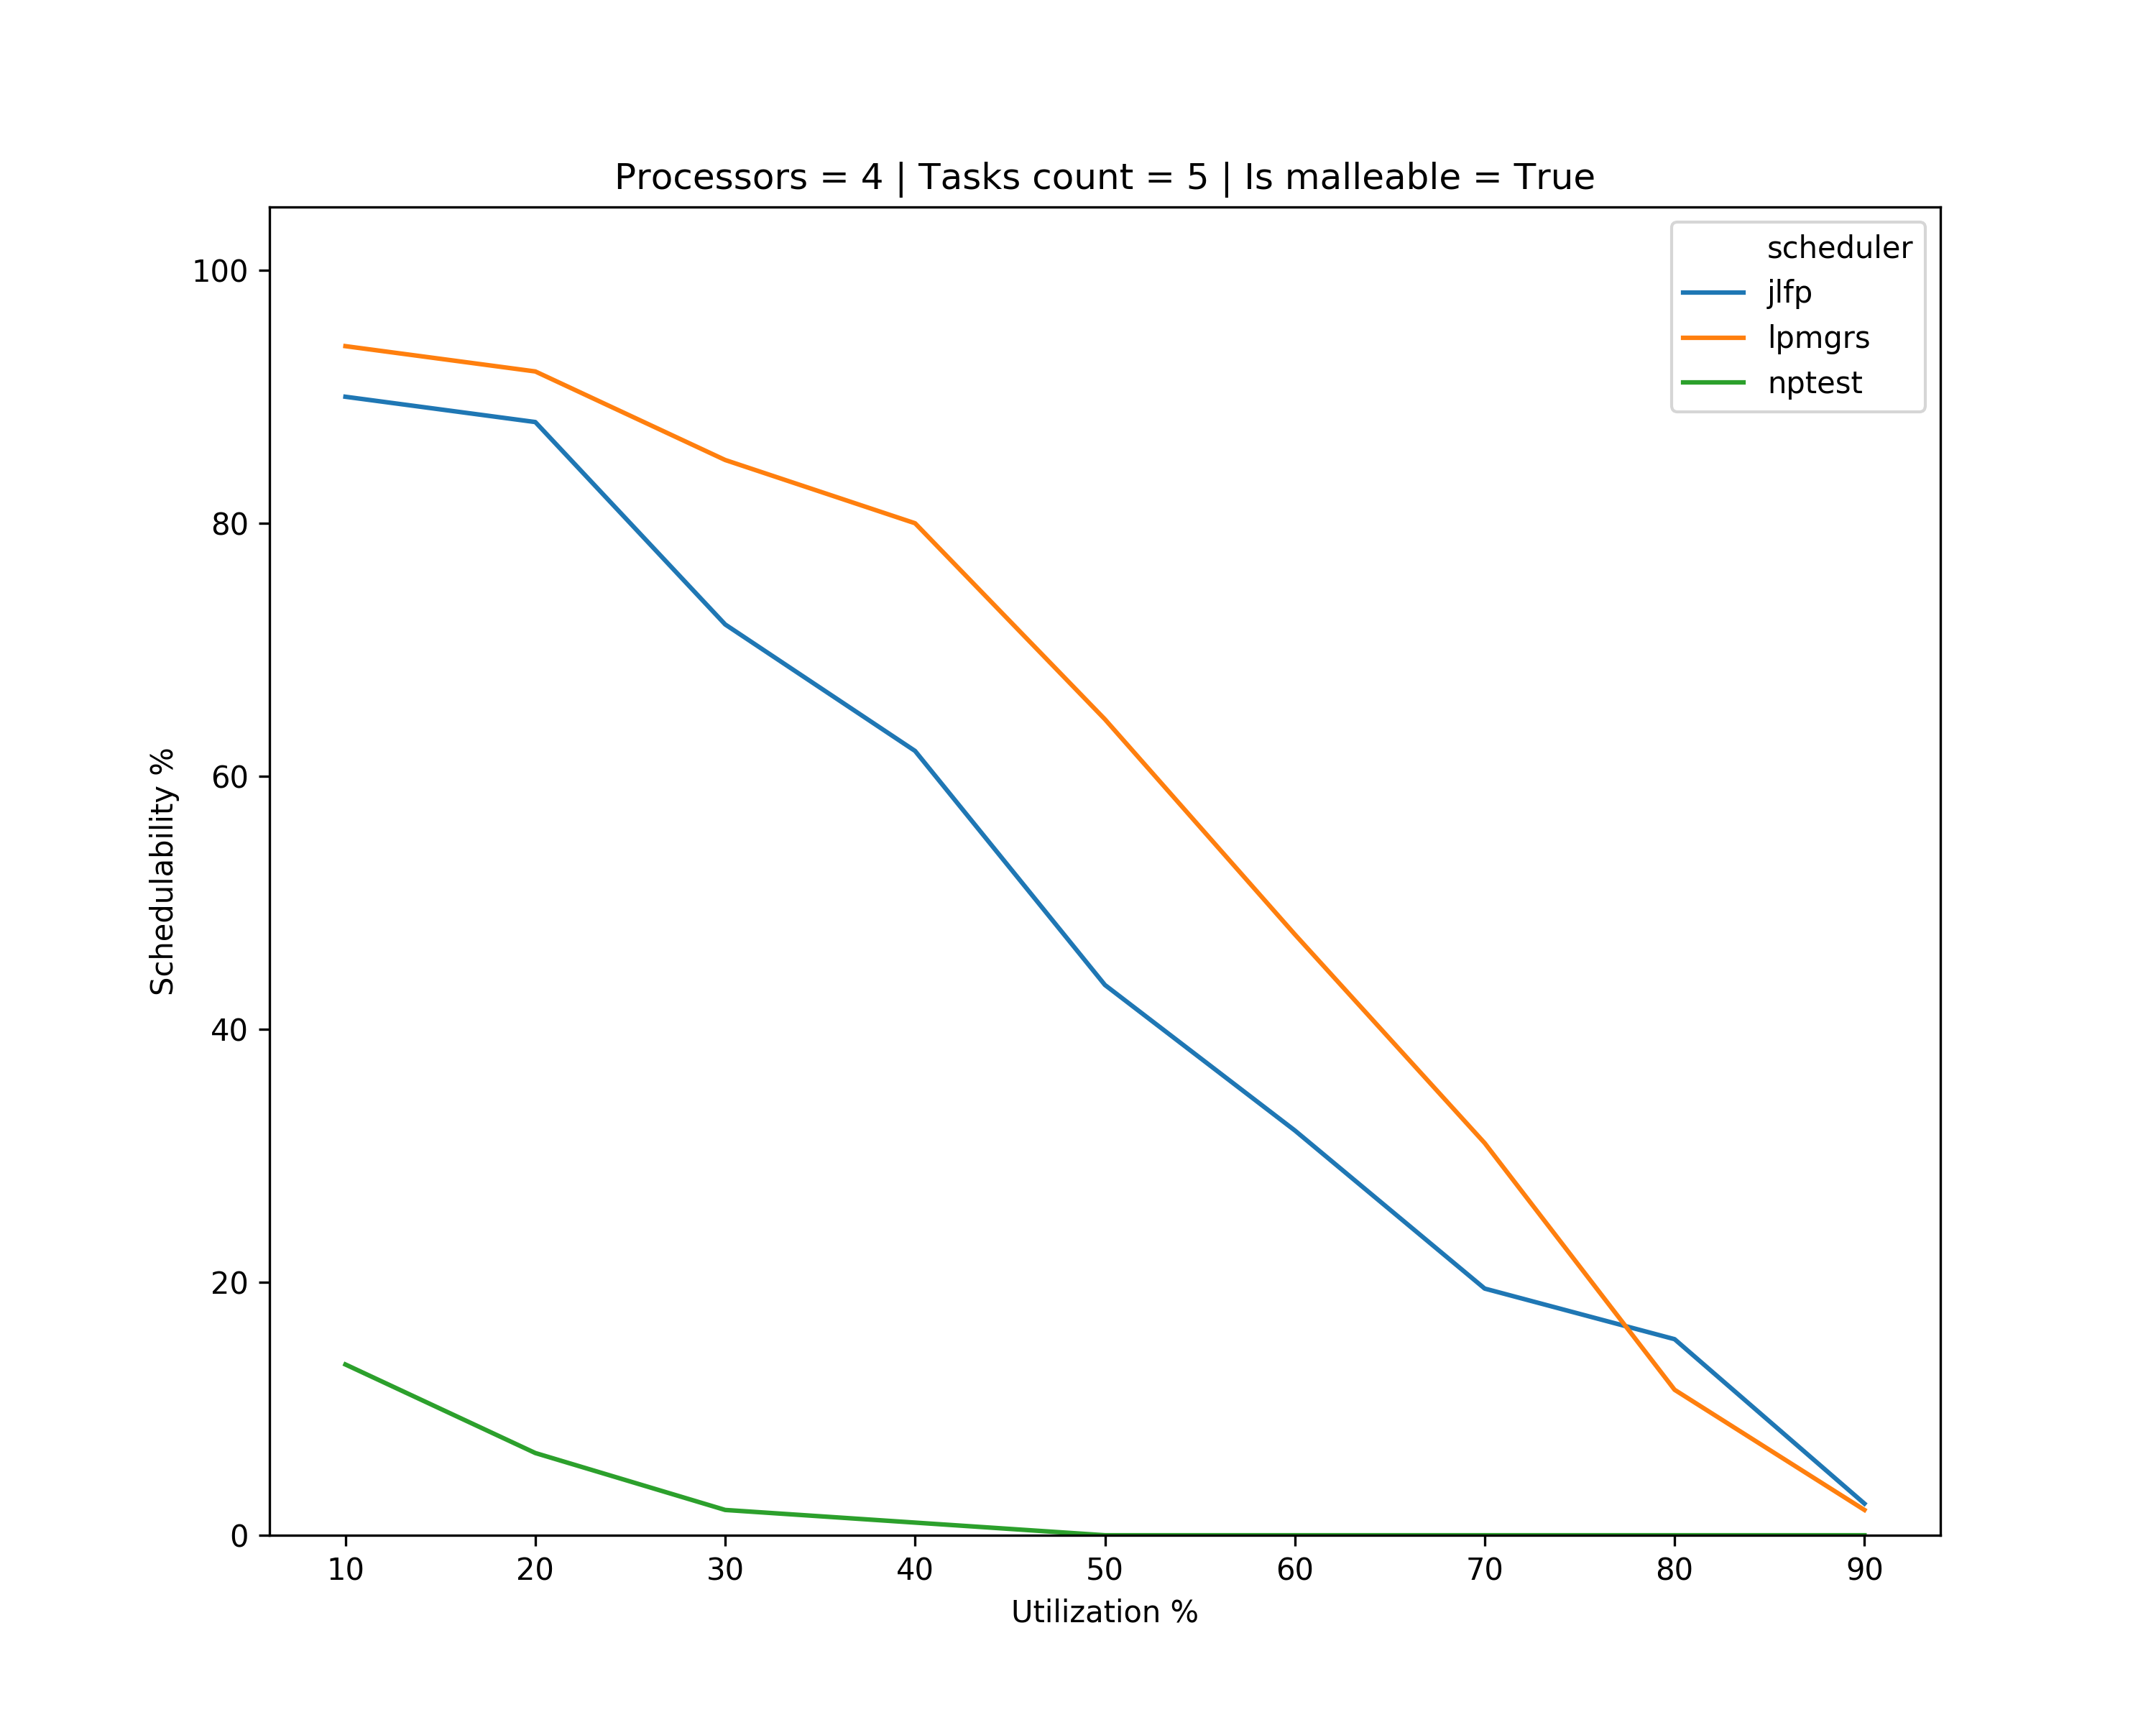 Processors = 4 | Tasks count = 5 | Is malleable = True
scheduler
jlfp
lpmgrs
nptest
Schedulability %
100
80
60
40
20
0
10 20 30 40 50 60 70 80 90
Utilization %